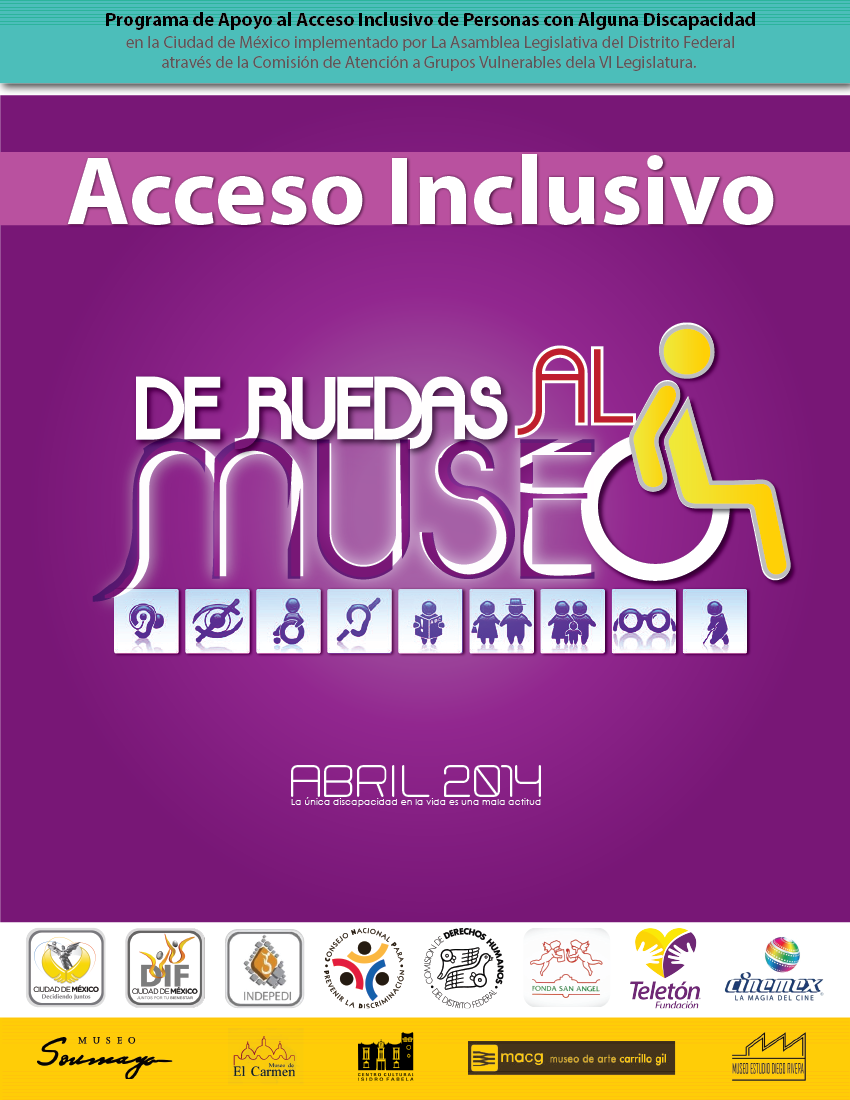 Programa de Apoyo al Acceso Inclusivo de Personas con Alguna Discapacidad
en la Ciudad de México implementado por La Asamblea Legislativa del Distrito Federal
através de la Comisión de Atención a Grupos Vulnerables dela VI Legislatura.
Acceso Inclusivo
DE RUEDAS AL
MUSEO
ABRIL 2014
La única discapacidad en la vida es una mala actitud
CIUDAD DE MÉXICO
Decidiendo Juntos
DIF
CIUDAD DE MÉXICO
JUNTOS POR TU BIENESTAR
INDEPEDI
CONSEJO NACIONAL PARA
PREVENIR LA DISCRIMINACIÓN
COMISIÓN DE DERECHOS HUMANOS
DEL DISTRITO FEDERAL
FONDA SAN ANGEL
Teletón
Fundación
cinemex
LA MAGIA DEL CINE
MUSEO
Soumaya
Museo de
El Carmen
CENTRO CULTURAL
ISIDRO FABELA
macg museo de arte carrillo gil
MUSEO ESTUDIO DIEGO RIVERA